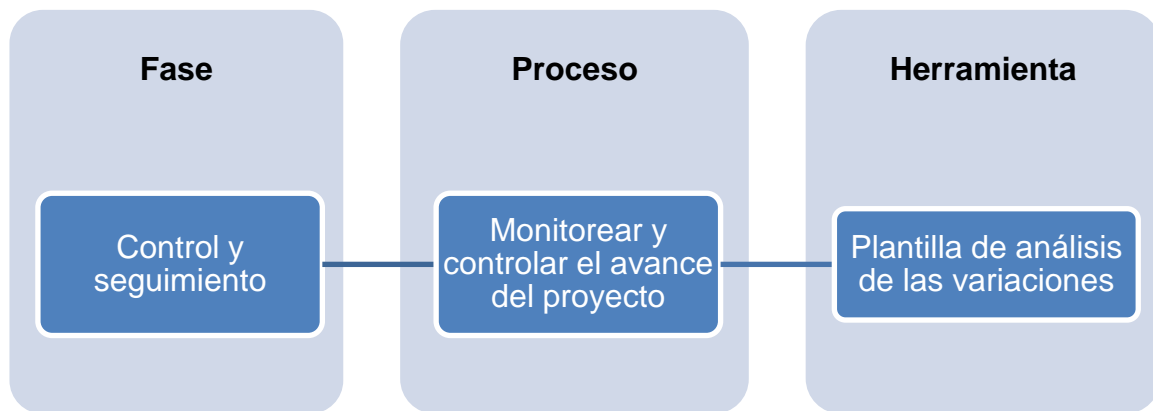 Fase
Proceso
Herramienta
Control y
seguimiento
Monitorear y
controlar el avance
del proyecto
Plantilla de análisis
de las variaciones